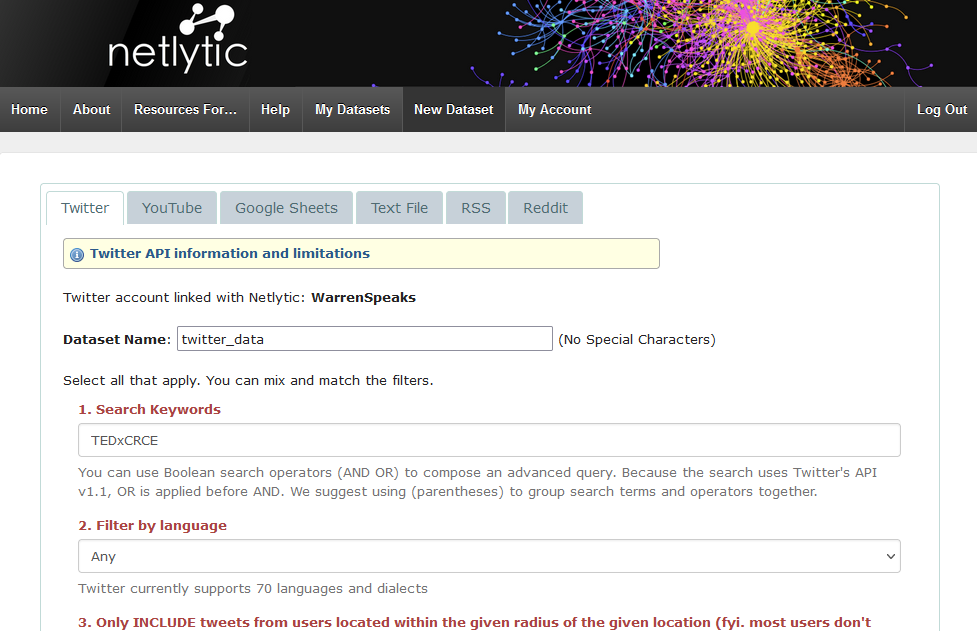 netlytic
Home About Resources For... Help My Datasets New Dataset My Account Log Out
Twitter YouTube Google Sheets Text File RSS Reddit
Twitter API information and limitations
Twitter account linked with Netlytic: WarrenSpeaks
Dataset Name: twitter_data (No Special Characters)
Select all that apply. You can mix and match the filters.
1. Search Keywords
TEDxCRCE
You can use Boolean search operators (AND OR) to compose an advanced query. Because the search uses Twitter's API
v1.1, OR is applied before AND. We suggest using (parentheses) to group search terms and operators together.
2. Filter by language
Any
Twitter currently supports 70 languages and dialects
3. Only INCLUDE tweets from users located within the given radius of the given location (fyi. most users don't